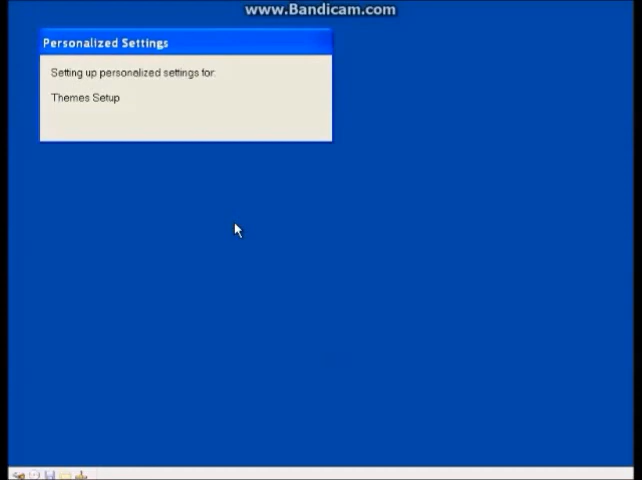 www.Bandicam.com
Personalized Settings
Setting up personalized settings for:
Themes Setup